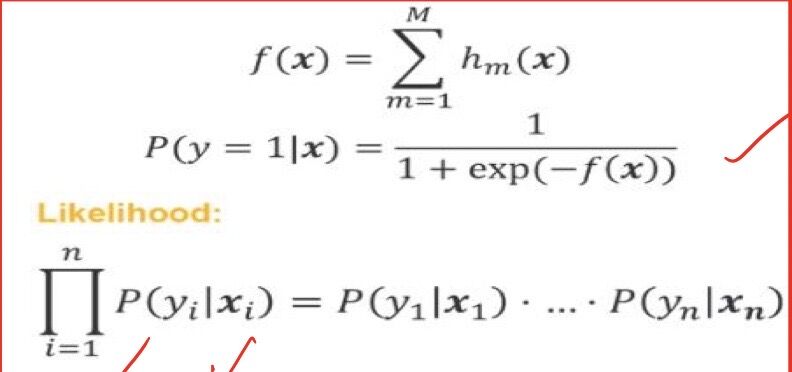 f(x) = ∑_{m=1}^{M} h_m(x)
P(y = 1|x) = 1 / (1 + exp(−f(x)))
Likelihood:
∏_{i=1}^{n} P(y_i|x_i) = P(y_1|x_1) · … · P(y_n|x_n)